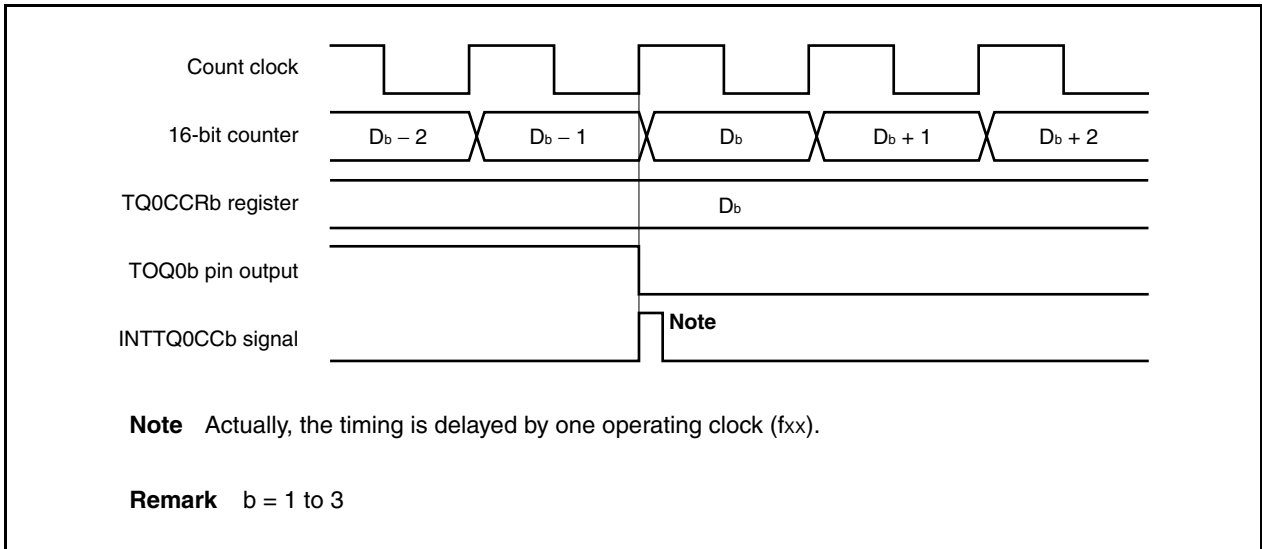 Count clock
16-bit counter Db − 2 Db − 1 Db Db + 1 Db + 2
TQ0CCRb register Db
TOQ0b pin output
INTTQ0CCb signal Note
Note Actually, the timing is delayed by one operating clock (fxx).
Remark b = 1 to 3